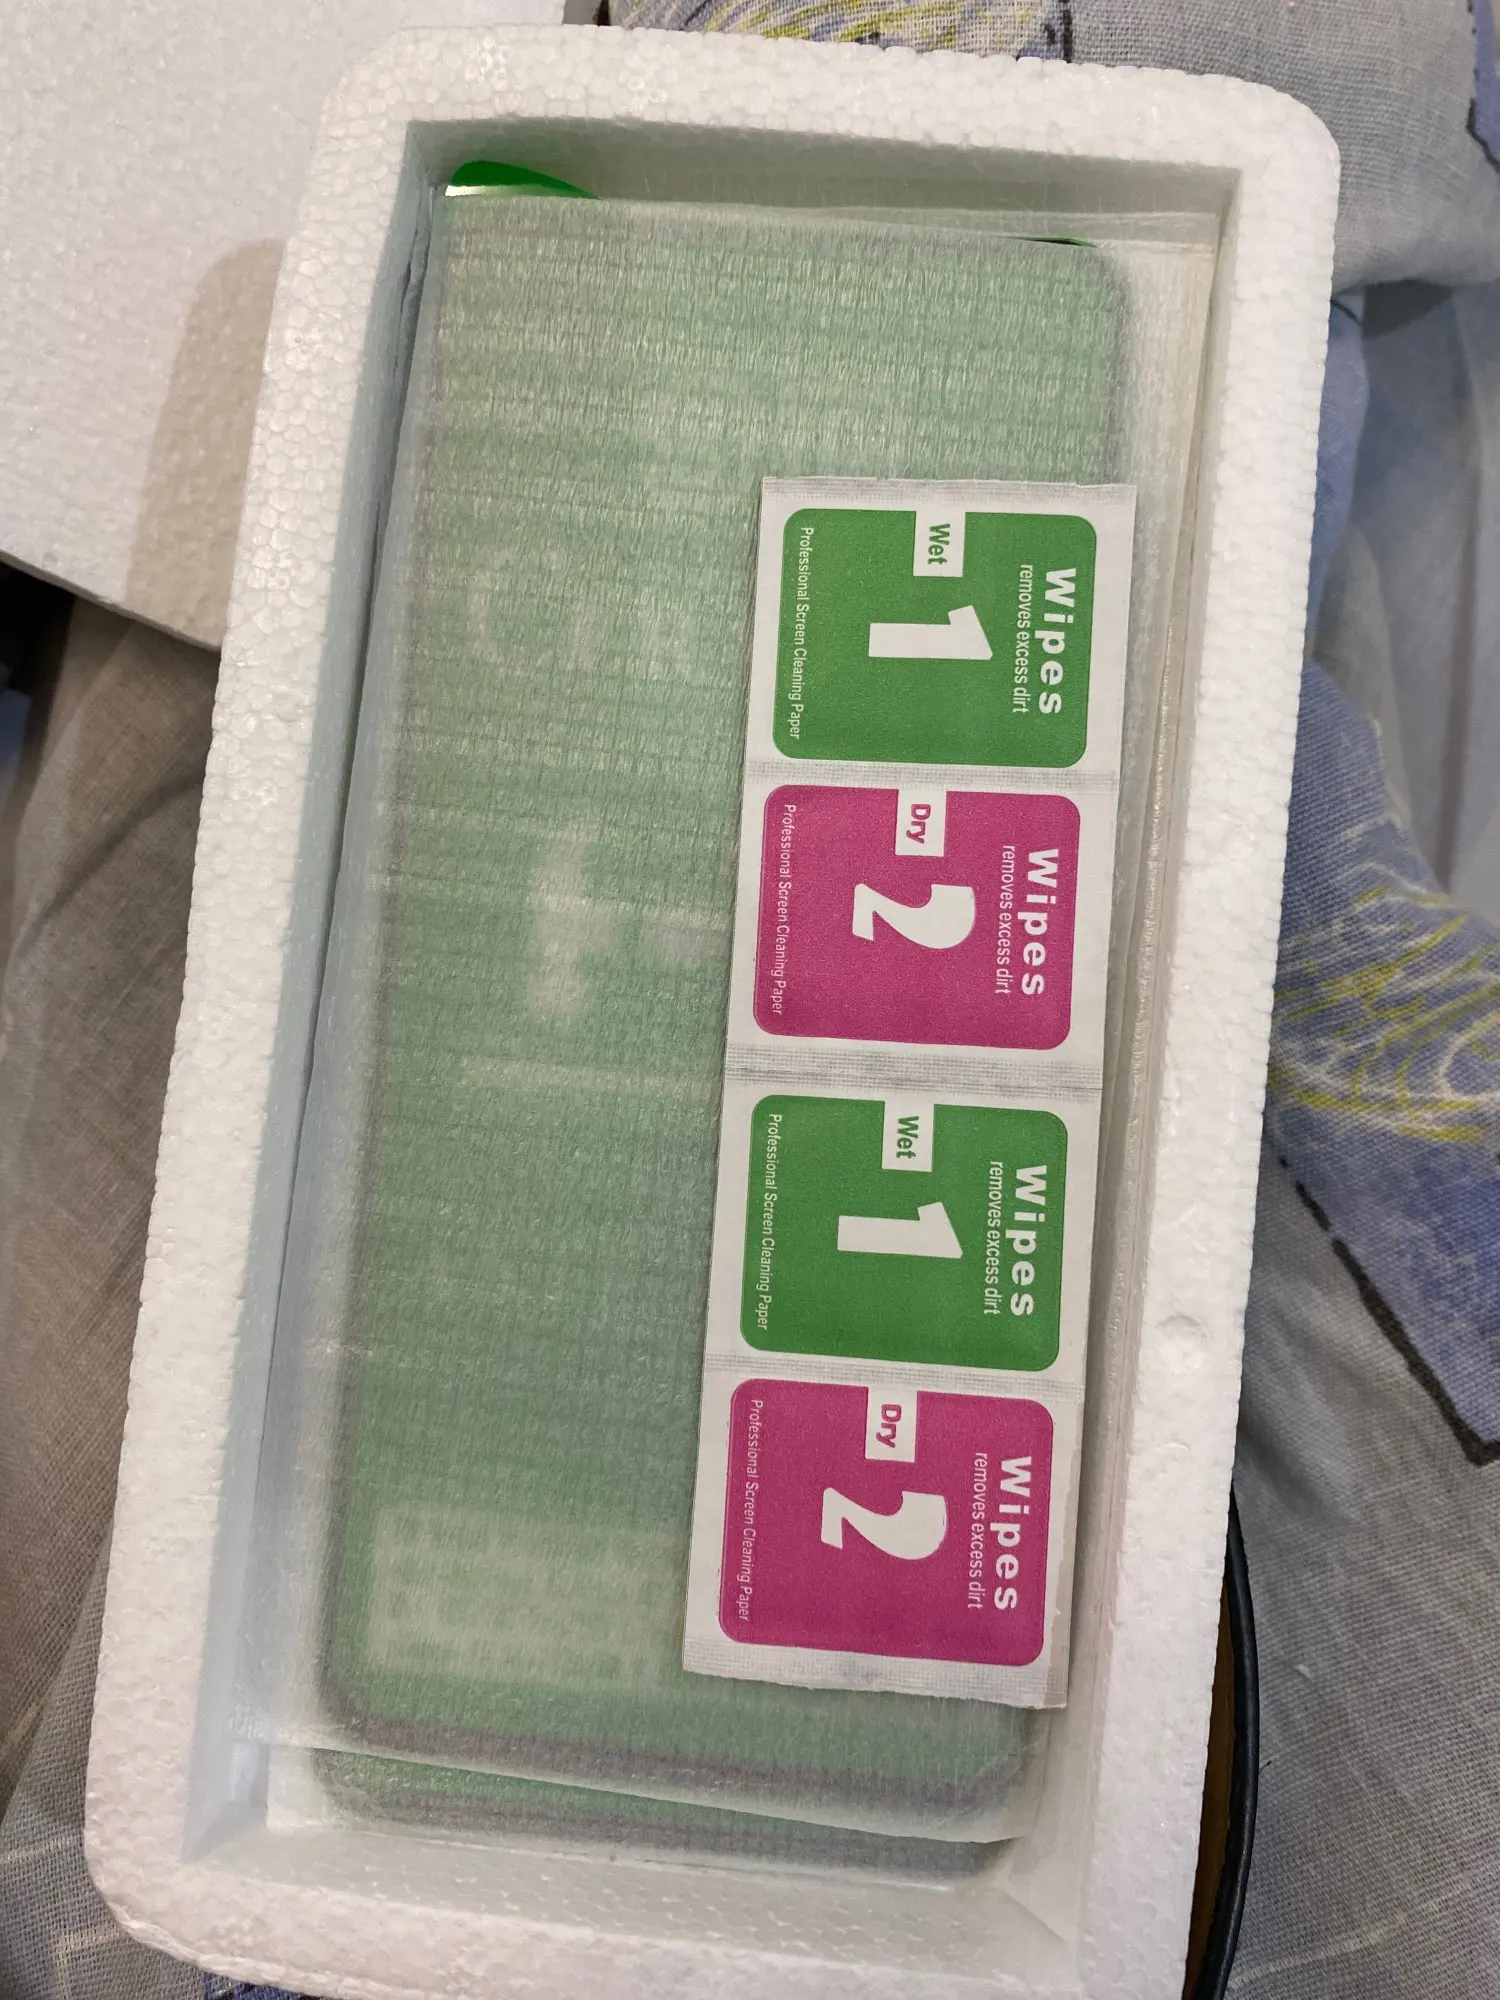 Wipes
removes excess dirt
Wet
1
Professional Screen Cleaning Paper
Wipes
removes excess dirt
Dry
2
Professional Screen Cleaning Paper
Wipes
removes excess dirt
Wet
1
Professional Screen Cleaning Paper
Wipes
removes excess dirt
Dry
2
Professional Screen Cleaning Paper